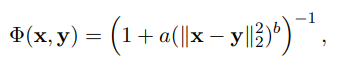 Φ(x, y) = (1 + a(‖x − y‖₂²)ᵇ)⁻¹,